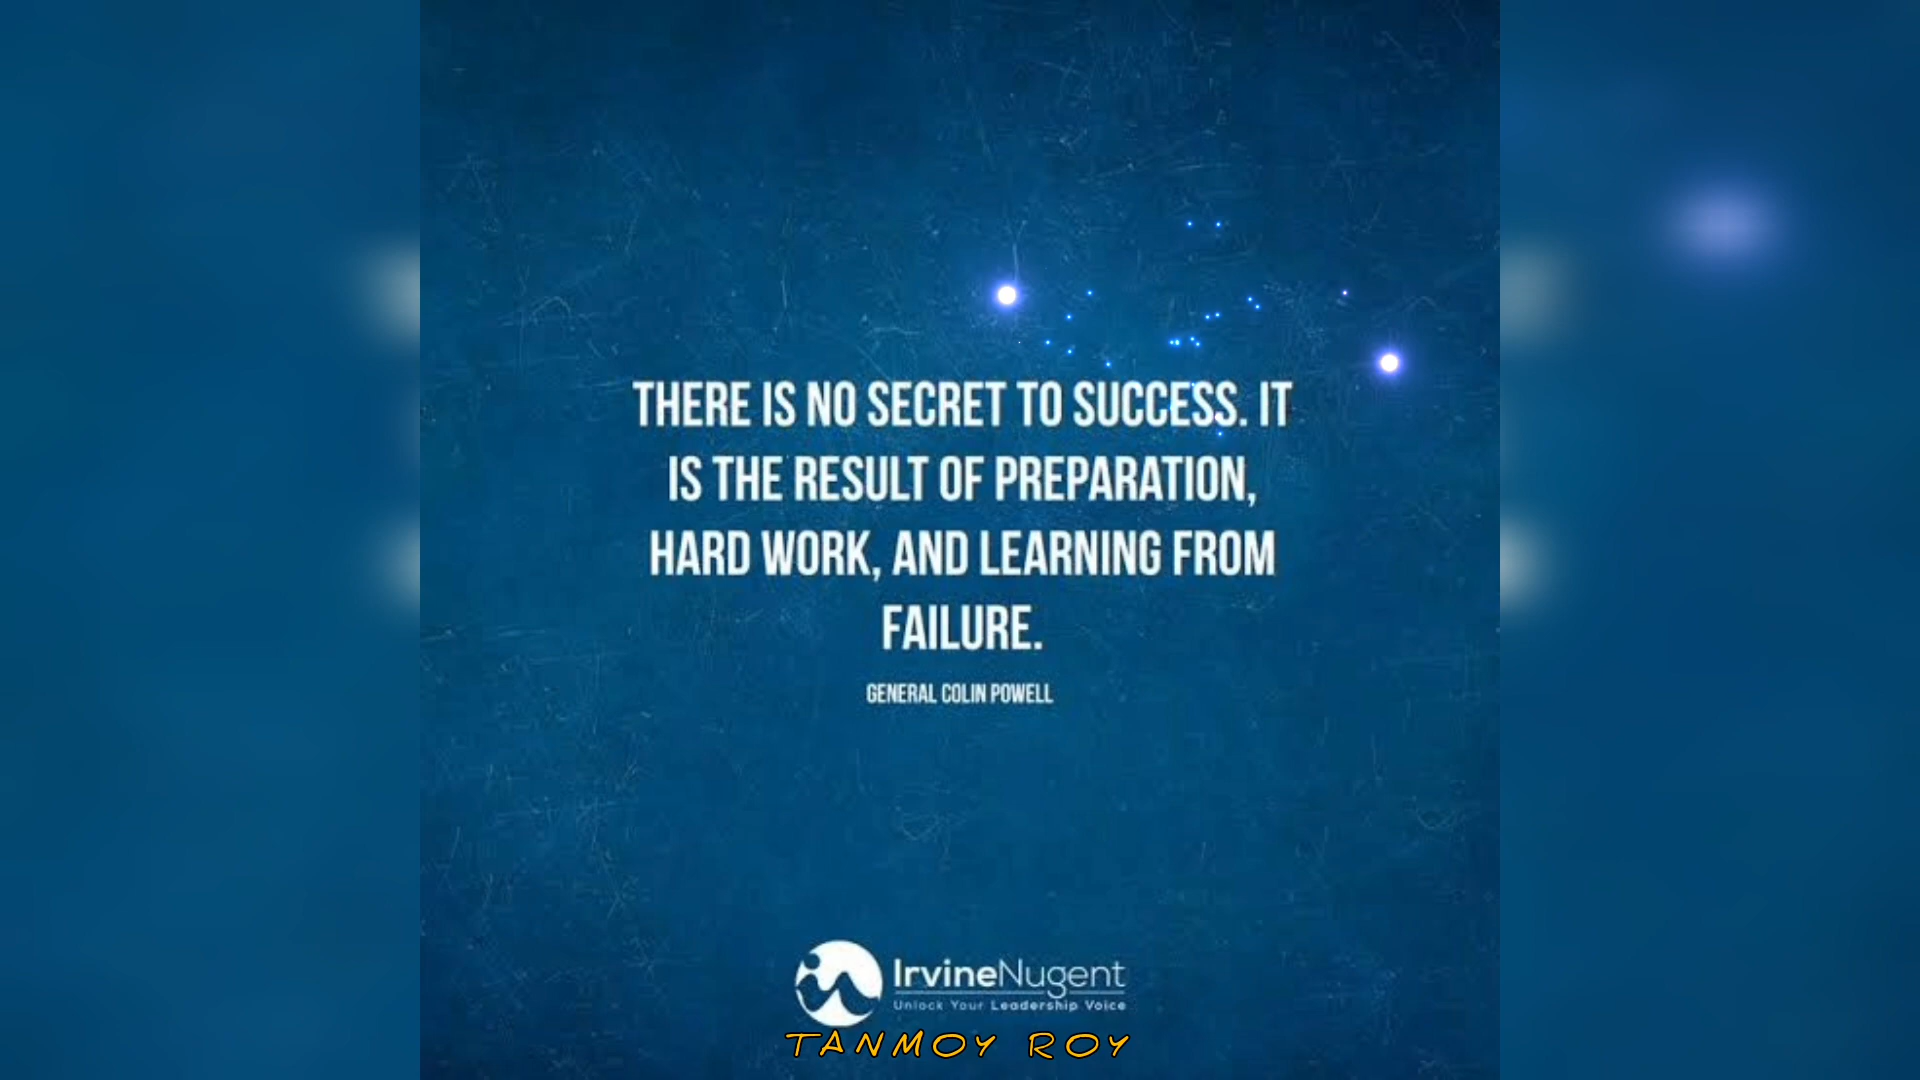 THERE IS NO SECRET TO SUCCESS. IT
IS THE RESULT OF PREPARATION,
HARD WORK, AND LEARNING FROM
FAILURE.
GENERAL COLIN POWELL
IrvineNugent
Unlock Your Leadership Voice
TANMOY ROY